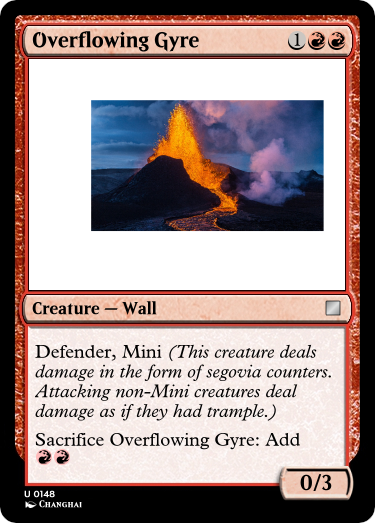 Overflowing Gyre 1RR
Creature — Wall
Defender, Mini (This creature deals
damage in the form of segovia counters.
Attacking non-Mini creatures deal
damage as if they had trample.)
Sacrifice Overflowing Gyre: Add
0/3
U 0148
Changhai